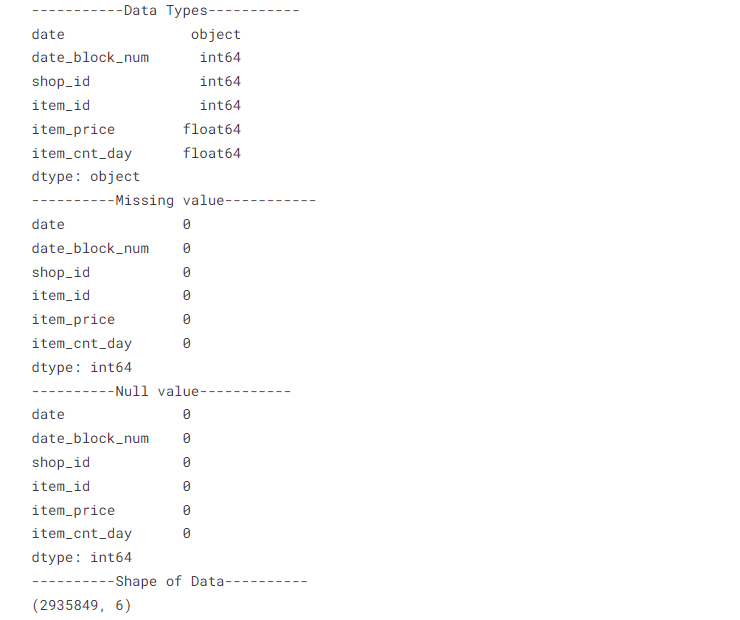 -----------Data Types-----------
date               object
date_block_num      int64
shop_id             int64
item_id             int64
item_price        float64
item_cnt_day      float64
dtype: object
----------Missing value-----------
date              0
date_block_num    0
shop_id           0
item_id           0
item_price        0
item_cnt_day      0
dtype: int64
----------Null value-----------
date              0
date_block_num    0
shop_id           0
item_id           0
item_price        0
item_cnt_day      0
dtype: int64
----------Shape of Data----------
(2935849, 6)